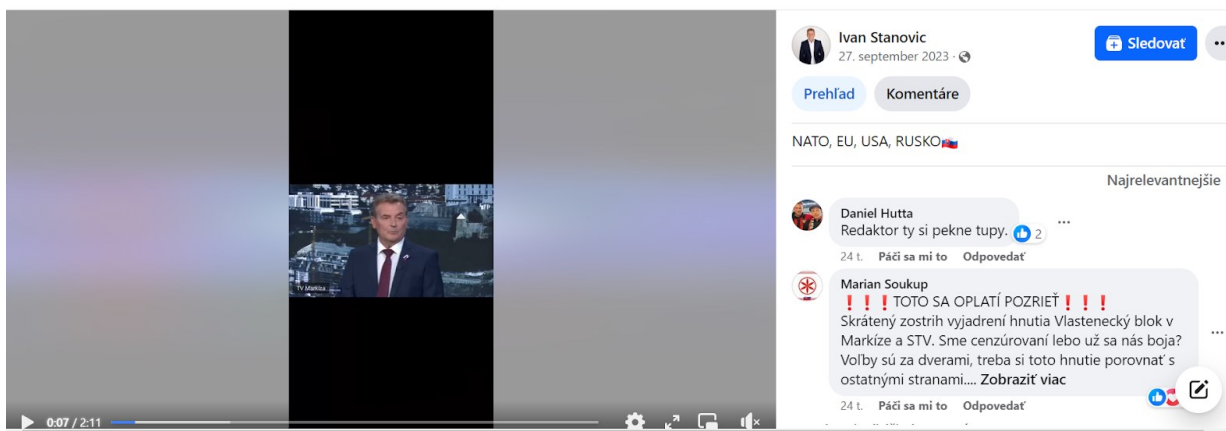 Ivan Stanovic
27. september 2023 ·
Sledovať
Prehľad
Komentáre
NATO, EU, USA, RUSKO
Najrelevantnejšie
Daniel Hutta
Redaktor ty si pekne tupy.
2
24 t. Páči sa mi to Odpovedať
Marian Soukup
❗❗❗TOTO SA OPLATÍ POZRIEŤ❗❗❗
Skrátený zostrih vyjadrení hnutia Vlastenecký blok v
Markíze a STV. Sme cenzúrovaní lebo už sa nás boja?
Voľby sú za dverami, treba si toto hnutie porovnať s
ostatnými stranami.... Zobraziť viac
24 t. Páči sa mi to Odpovedať
TV Markíza
0:07 / 2:11